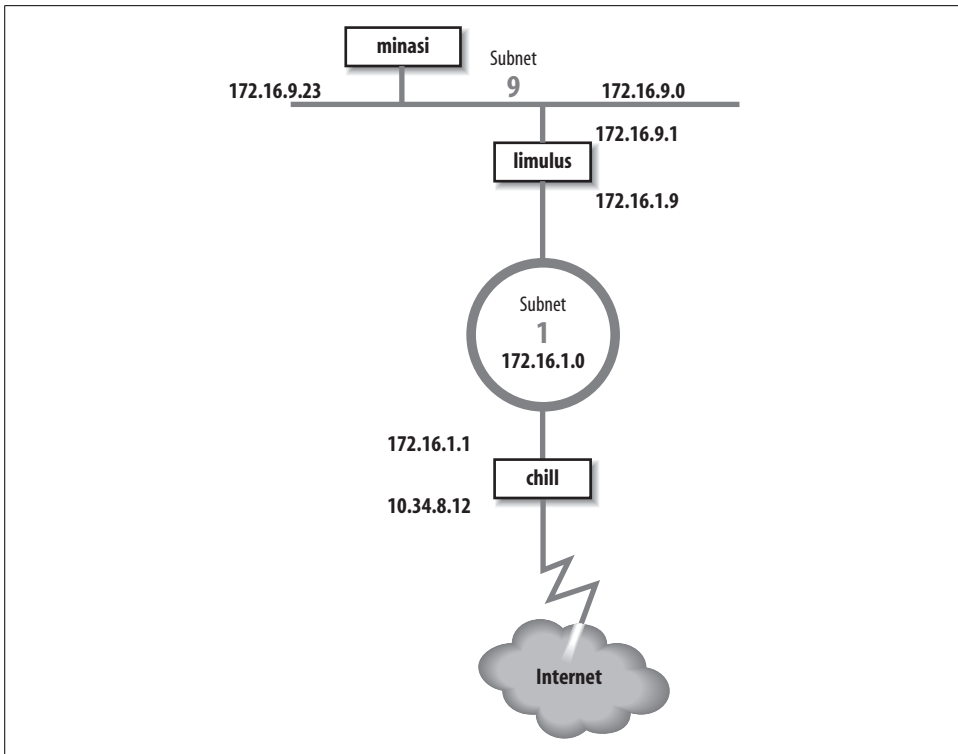 minasi
Subnet
9
172.16.9.23
172.16.9.0
172.16.9.1
limulus
172.16.1.9
Subnet
1
172.16.1.0
172.16.1.1
chill
10.34.8.12
Internet